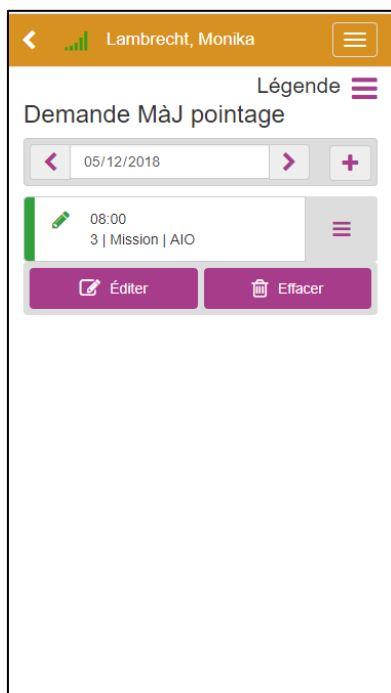 Lambrecht, Monika
Légende
Demande MàJ pointage
05/12/2018
08:00
3 | Mission | AIO
Éditer
Effacer